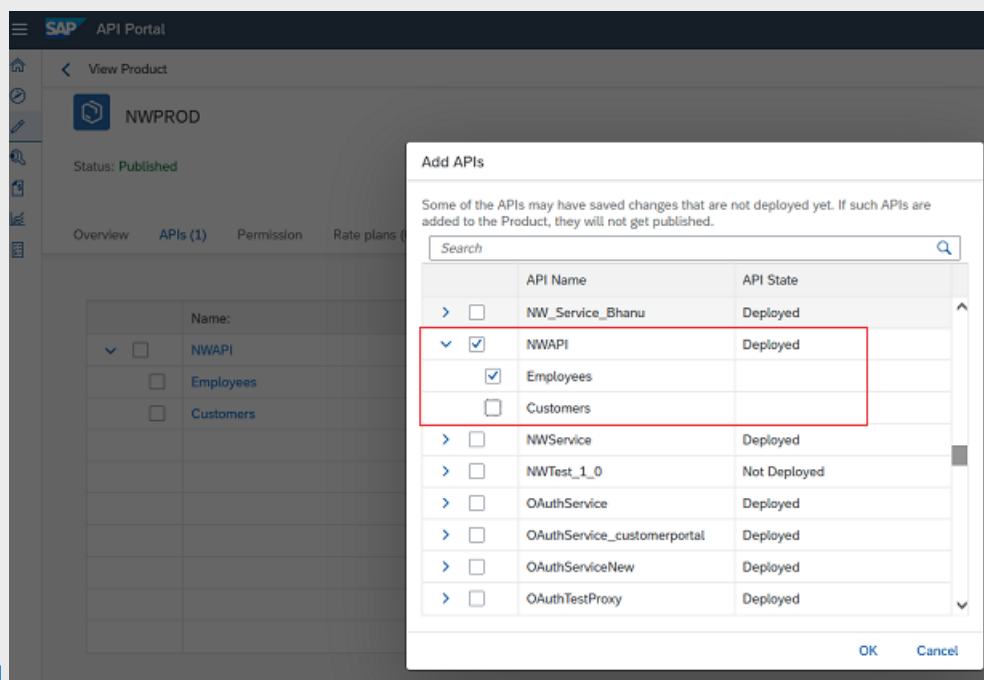 SAP API Portal
View Product
NWPROD
Status: Published
Overview APIs (1) Permission Rate plans (
Name:
NWAPI
Employees
Customers
Add APIs
Some of the APIs may have saved changes that are not deployed yet. If such APIs are
added to the Product, they will not get published.
Search
API Name API State
NW_Service_Bhanu Deployed
NWAPI Deployed
Employees
Customers
NWService Deployed
NWTest_1_0 Not Deployed
OAuthService Deployed
OAuthService_customerportal Deployed
OAuthServiceNew Deployed
OAuthTestProxy Deployed
OK Cancel